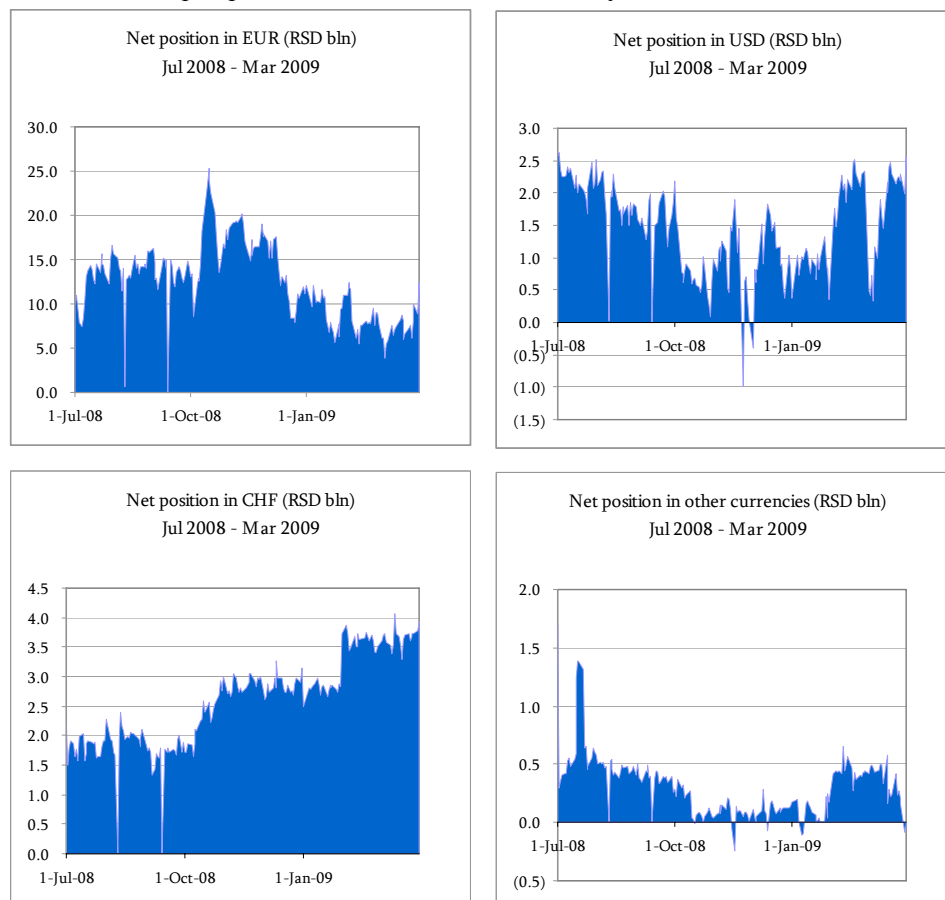 Net position in EUR (RSD bln)
Jul 2008 - Mar 2009
30.0
25.0
20.0
15.0
10.0
5.0
0.0
1-Jul-08 1-Oct-08 1-Jan-09
Net position in USD (RSD bln)
Jul 2008 - Mar 2009
3.0
2.5
2.0
1.5
1.0
0.5
0.0
1-Jul-08 1-Oct-08 1-Jan-09
(0.5)
(1.0)
(1.5)
Net position in CHF (RSD bln)
Jul 2008 - Mar 2009
4.5
4.0
3.5
3.0
2.5
2.0
1.5
1.0
0.5
0.0
1-Jul-08 1-Oct-08 1-Jan-09
Net position in other currencies (RSD bln)
Jul 2008 - Mar 2009
2.0
1.5
1.0
0.5
0.0
1-Jul-08 1-Oct-08 1-Jan-09
(0.5)